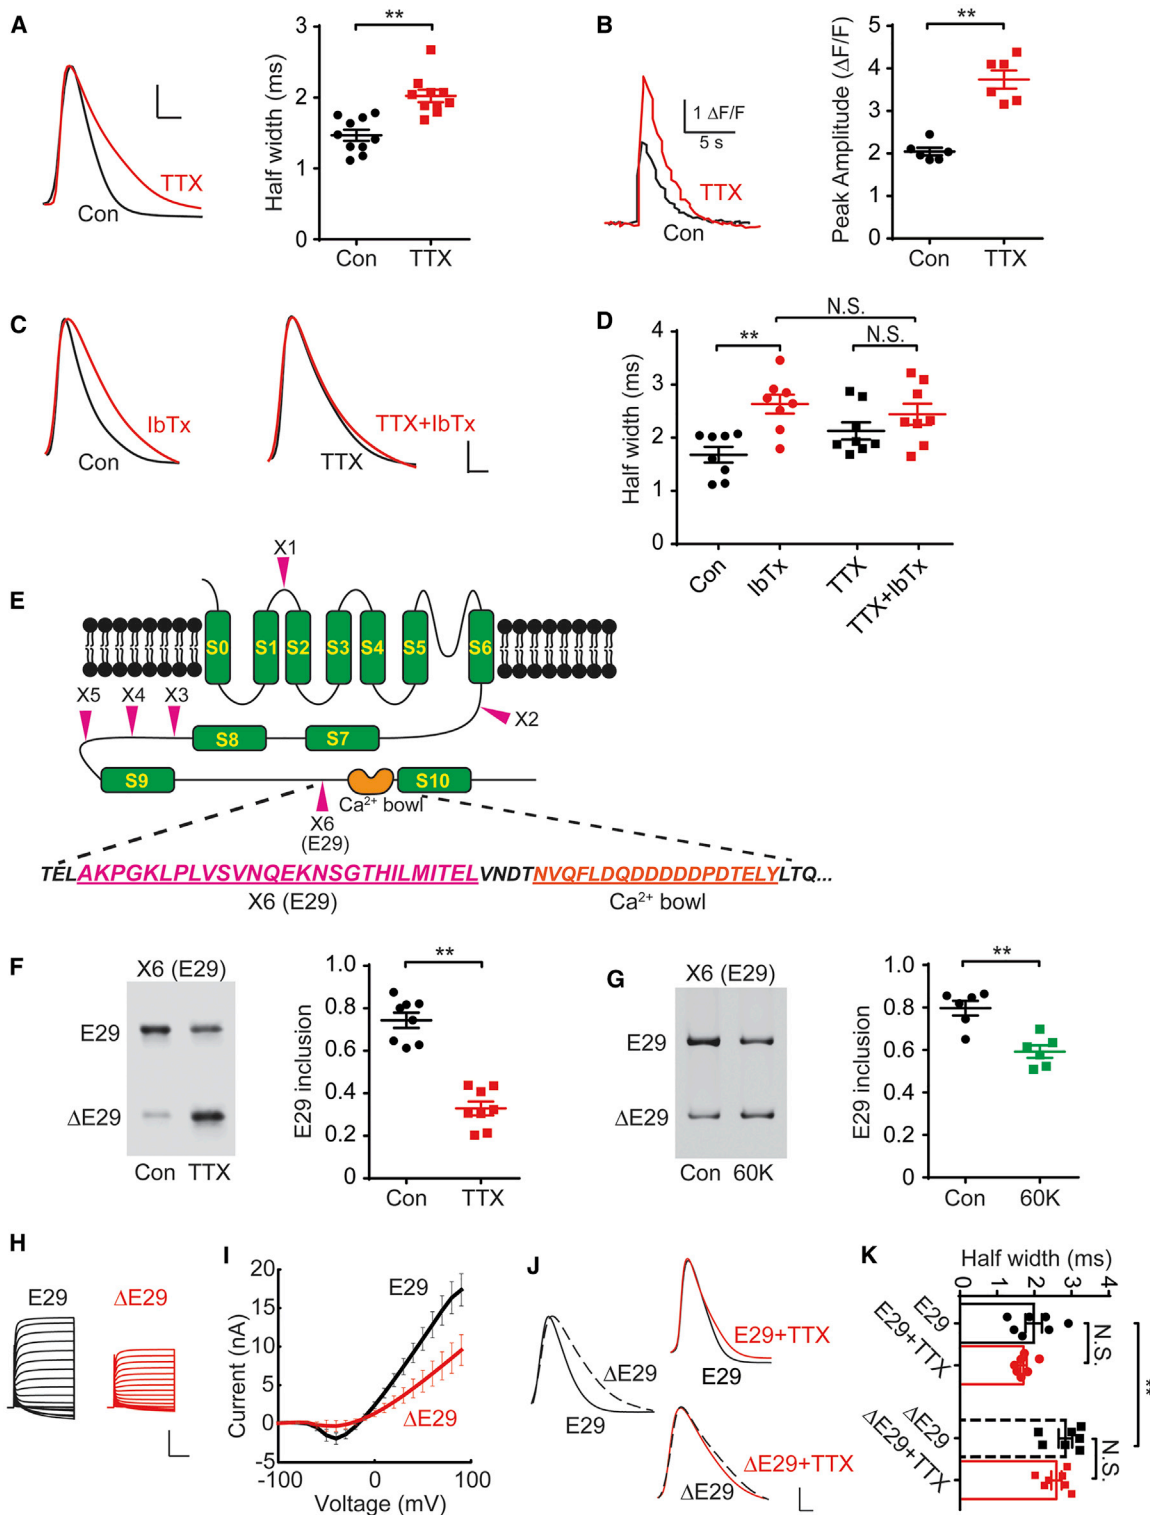 A
Half width (ms)
3
2
1
0
**
TTX
Con
Con
TTX
B
1 ΔF/F
5 s
TTX
Con
Peak Amplitude (ΔF/F)
5
4
3
2
1
0
**
Con
TTX
C
IbTx
Con
TTX+IbTx
TTX
D
Half width (ms)
4
3
2
1
0
**
N.S.
N.S.
Con
IbTx
TTX
TTX+IbTx
E
X1
S0
S1
S2
S3
S4
S5
S6
X5
X4
X3
X2
S8
S7
S9
S10
Ca²⁺ bowl
X6
(E29)
TELAKPGKLPLVSVNQEKNSGTHILMITELVNDTNVQFLDQDDDDDPDTELYLTQ...
X6 (E29)
Ca²⁺ bowl
F
X6 (E29)
E29
ΔE29
Con TTX
E29 inclusion
1.0
0.8
0.6
0.4
0.2
0
**
Con
TTX
G
X6 (E29)
E29
ΔE29
Con 60K
E29 inclusion
1.0
0.8
0.6
0.4
0.2
0
**
Con
60K
H
E29
ΔE29
I
Current (nA)
20
15
10
5
0
-5
E29
ΔE29
-100
0
100
Voltage (mV)
J
ΔE29
E29
E29+TTX
E29
ΔE29+TTX
ΔE29
K
Half width (ms)
0
1
2
3
4
E29
E29+TTX
ΔE29
ΔE29+TTX
N.S.
N.S.
**